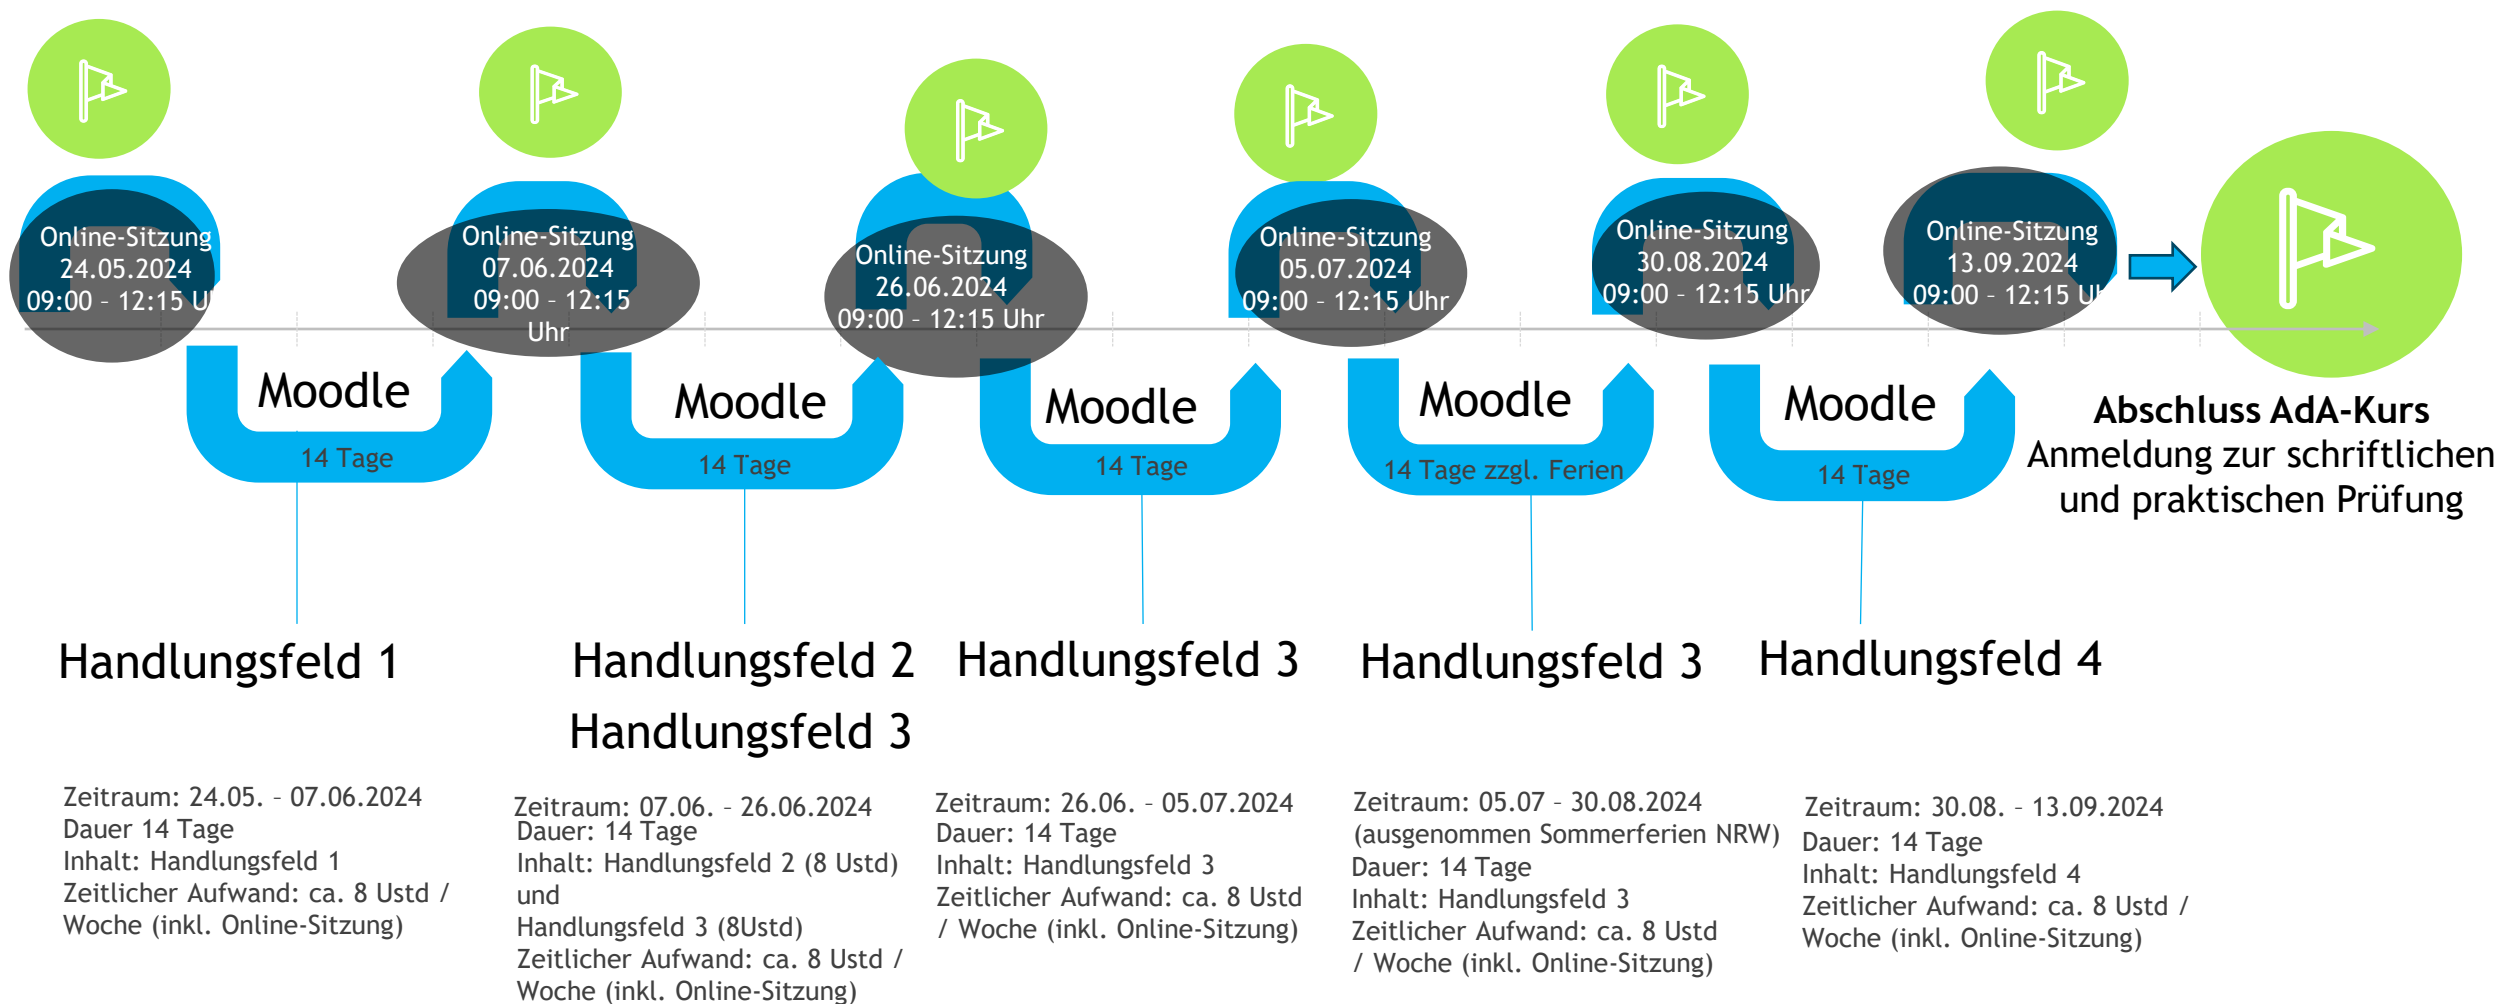 Online-Sitzung
24.05.2024
09:00 – 12:15 Uhr
Online-Sitzung
07.06.2024
09:00 – 12:15
Uhr
Online-Sitzung
26.06.2024
09:00 – 12:15 Uhr
Online-Sitzung
05.07.2024
09:00 – 12:15 Uhr
Online-Sitzung
30.08.2024
09:00 – 12:15 Uhr
Online-Sitzung
13.09.2024
09:00 – 12:15 Uhr
Moodle
14 Tage
Moodle
14 Tage
Moodle
14 Tage
Moodle
14 Tage zzgl. Ferien
Moodle
14 Tage
Abschluss AdA-Kurs
Anmeldung zur schriftlichen
und praktischen Prüfung
Handlungsfeld 1
Handlungsfeld 2
Handlungsfeld 3
Handlungsfeld 3
Handlungsfeld 3
Handlungsfeld 4
Zeitraum: 24.05. – 07.06.2024
Dauer 14 Tage
Inhalt: Handlungsfeld 1
Zeitlicher Aufwand: ca. 8 Ustd /
Woche (inkl. Online-Sitzung)
Zeitraum: 07.06. – 26.06.2024
Dauer: 14 Tage
Inhalt: Handlungsfeld 2 (8 Ustd)
und
Handlungsfeld 3 (8Ustd)
Zeitlicher Aufwand: ca. 8 Ustd /
Woche (inkl. Online-Sitzung)
Zeitraum: 26.06. – 05.07.2024
Dauer: 14 Tage
Inhalt: Handlungsfeld 3
Zeitlicher Aufwand: ca. 8 Ustd
/ Woche (inkl. Online-Sitzung)
Zeitraum: 05.07 – 30.08.2024
(ausgenommen Sommerferien NRW)
Dauer: 14 Tage
Inhalt: Handlungsfeld 3
Zeitlicher Aufwand: ca. 8 Ustd
/ Woche (inkl. Online-Sitzung)
Zeitraum: 30.08. – 13.09.2024
Dauer: 14 Tage
Inhalt: Handlungsfeld 4
Zeitlicher Aufwand: ca. 8 Ustd /
Woche (inkl. Online-Sitzung)